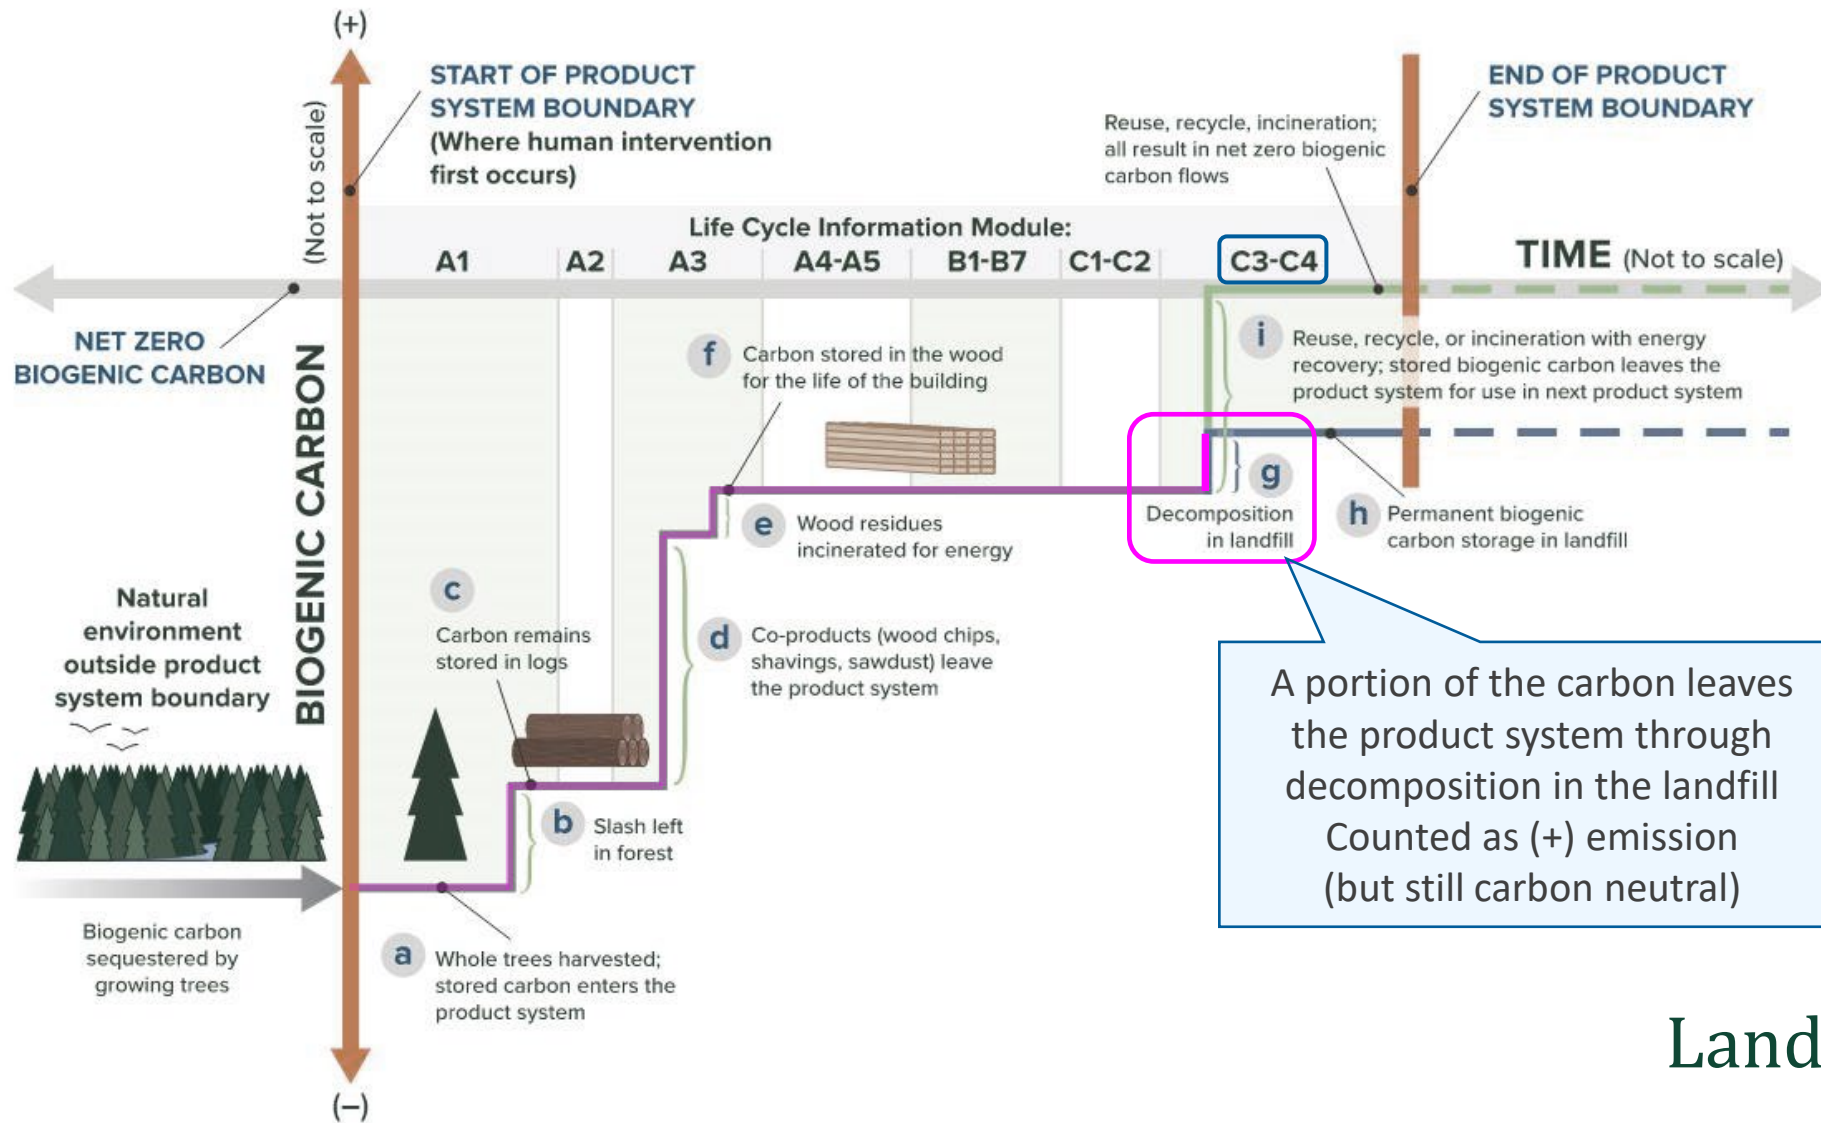 (+)
START OF PRODUCT
SYSTEM BOUNDARY
(Where human intervention
first occurs)
(Not to scale)
Reuse, recycle, incineration;
all result in net zero biogenic
carbon flows
END OF PRODUCT
SYSTEM BOUNDARY
Life Cycle Information Module:
A1 A2 A3 A4-A5 B1-B7 C1-C2 C3-C4
TIME (Not to scale)
NET ZERO
BIOGENIC CARBON
BIOGENIC CARBON
f
Carbon stored in the wood
for the life of the building
i
Reuse, recycle, or incineration with energy
recovery; stored biogenic carbon leaves the
product system for use in next product system
g
Decomposition
in landfill
h
Permanent biogenic
carbon storage in landfill
e
Wood residues
incinerated for energy
c
Carbon remains
stored in logs
d
Co-products (wood chips,
shavings, sawdust) leave
the product system
Natural
environment
outside product
system boundary
A portion of the carbon leaves
the product system through
decomposition in the landfill
Counted as (+) emission
(but still carbon neutral)
b
Slash left
in forest
Biogenic carbon
sequestered by
growing trees
a
Whole trees harvested;
stored carbon enters the
product system
Land
(−)